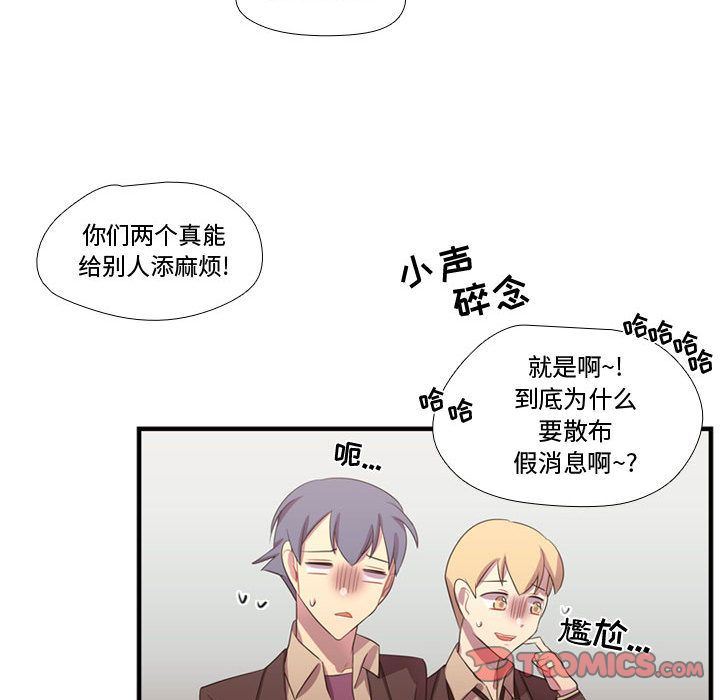 你们两个真能
给别人添麻烦!
小声
碎念
哈哈哈哈
就是啊~!
到底为什么
要散布
假消息啊~?
哈哈
呃...
尴尬...
TOOMICS.COM